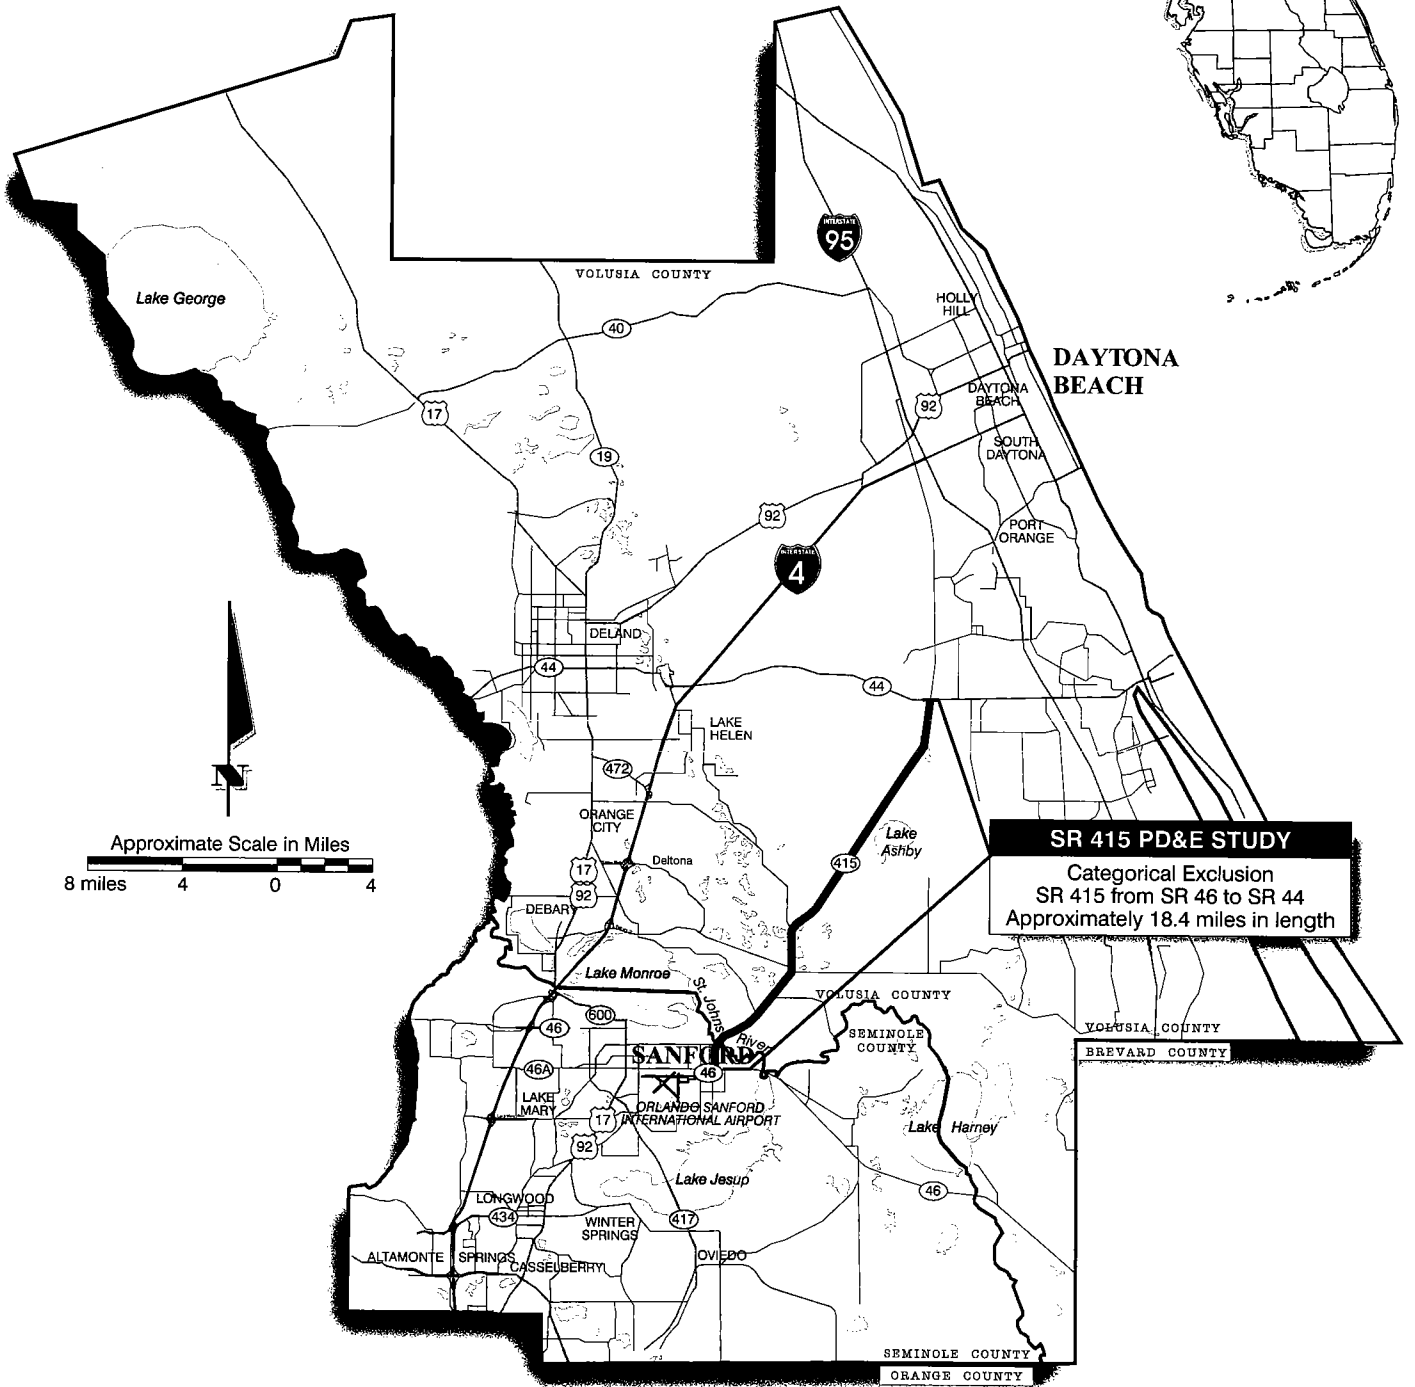 INTERSTATE
95
VOLUSIA COUNTY
Lake George
HOLLY
HILL
40
DAYTONA
BEACH
17
DAYTONA
BEACH
92
SOUTH
DAYTONA
19
92
PORT
ORANGE
INTERSTATE
4
DELAND
44
44
LAKE
HELEN
472
N
ORANGE
CITY
Approximate Scale in Miles
8 miles 4 0 4
Lake
Ashby
415
Deltona
17
92
DEBARY
SR 415 PD&E STUDY
Categorical Exclusion
SR 415 from SR 46 to SR 44
Approximately 18.4 miles in length
Lake Monroe
St. Johns River
VOLUSIA COUNTY
600
46
SEMINOLE
COUNTY
VOLUSIA COUNTY
BREVARD COUNTY
SANFORD
46A
46
LAKE
MARY
ORLANDO SANFORD
INTERNATIONAL AIRPORT
17
92
Lake Harney
Lake Jesup
46
LONGWOOD
434
WINTER
SPRINGS
417
ALTAMONTE SPRINGS
CASSELBERRY
OVIEDO
SEMINOLE COUNTY
ORANGE COUNTY